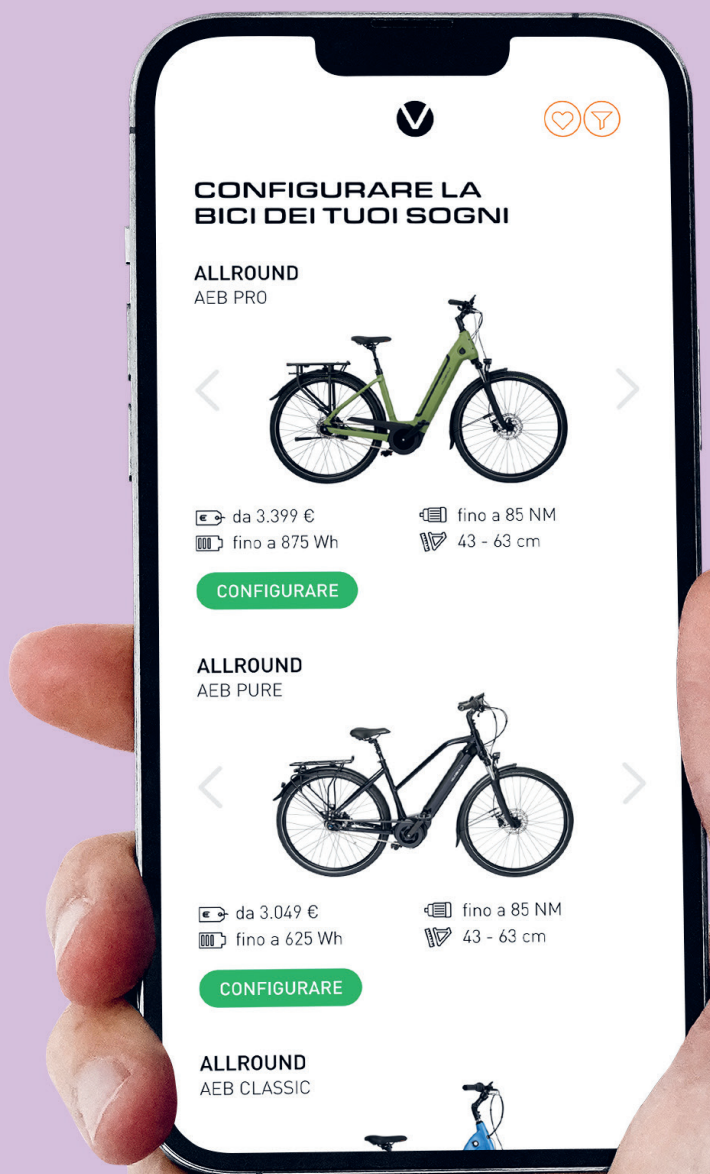 CONFIGURARE LA
BICI DEI TUOI SOGNI
ALLROUND
AEB PRO
da 3.399 €
fino a 85 NM
fino a 875 Wh
43 - 63 cm
CONFIGURARE
ALLROUND
AEB PURE
da 3.049 €
fino a 85 NM
fino a 625 Wh
43 - 63 cm
CONFIGURARE
ALLROUND
AEB CLASSIC